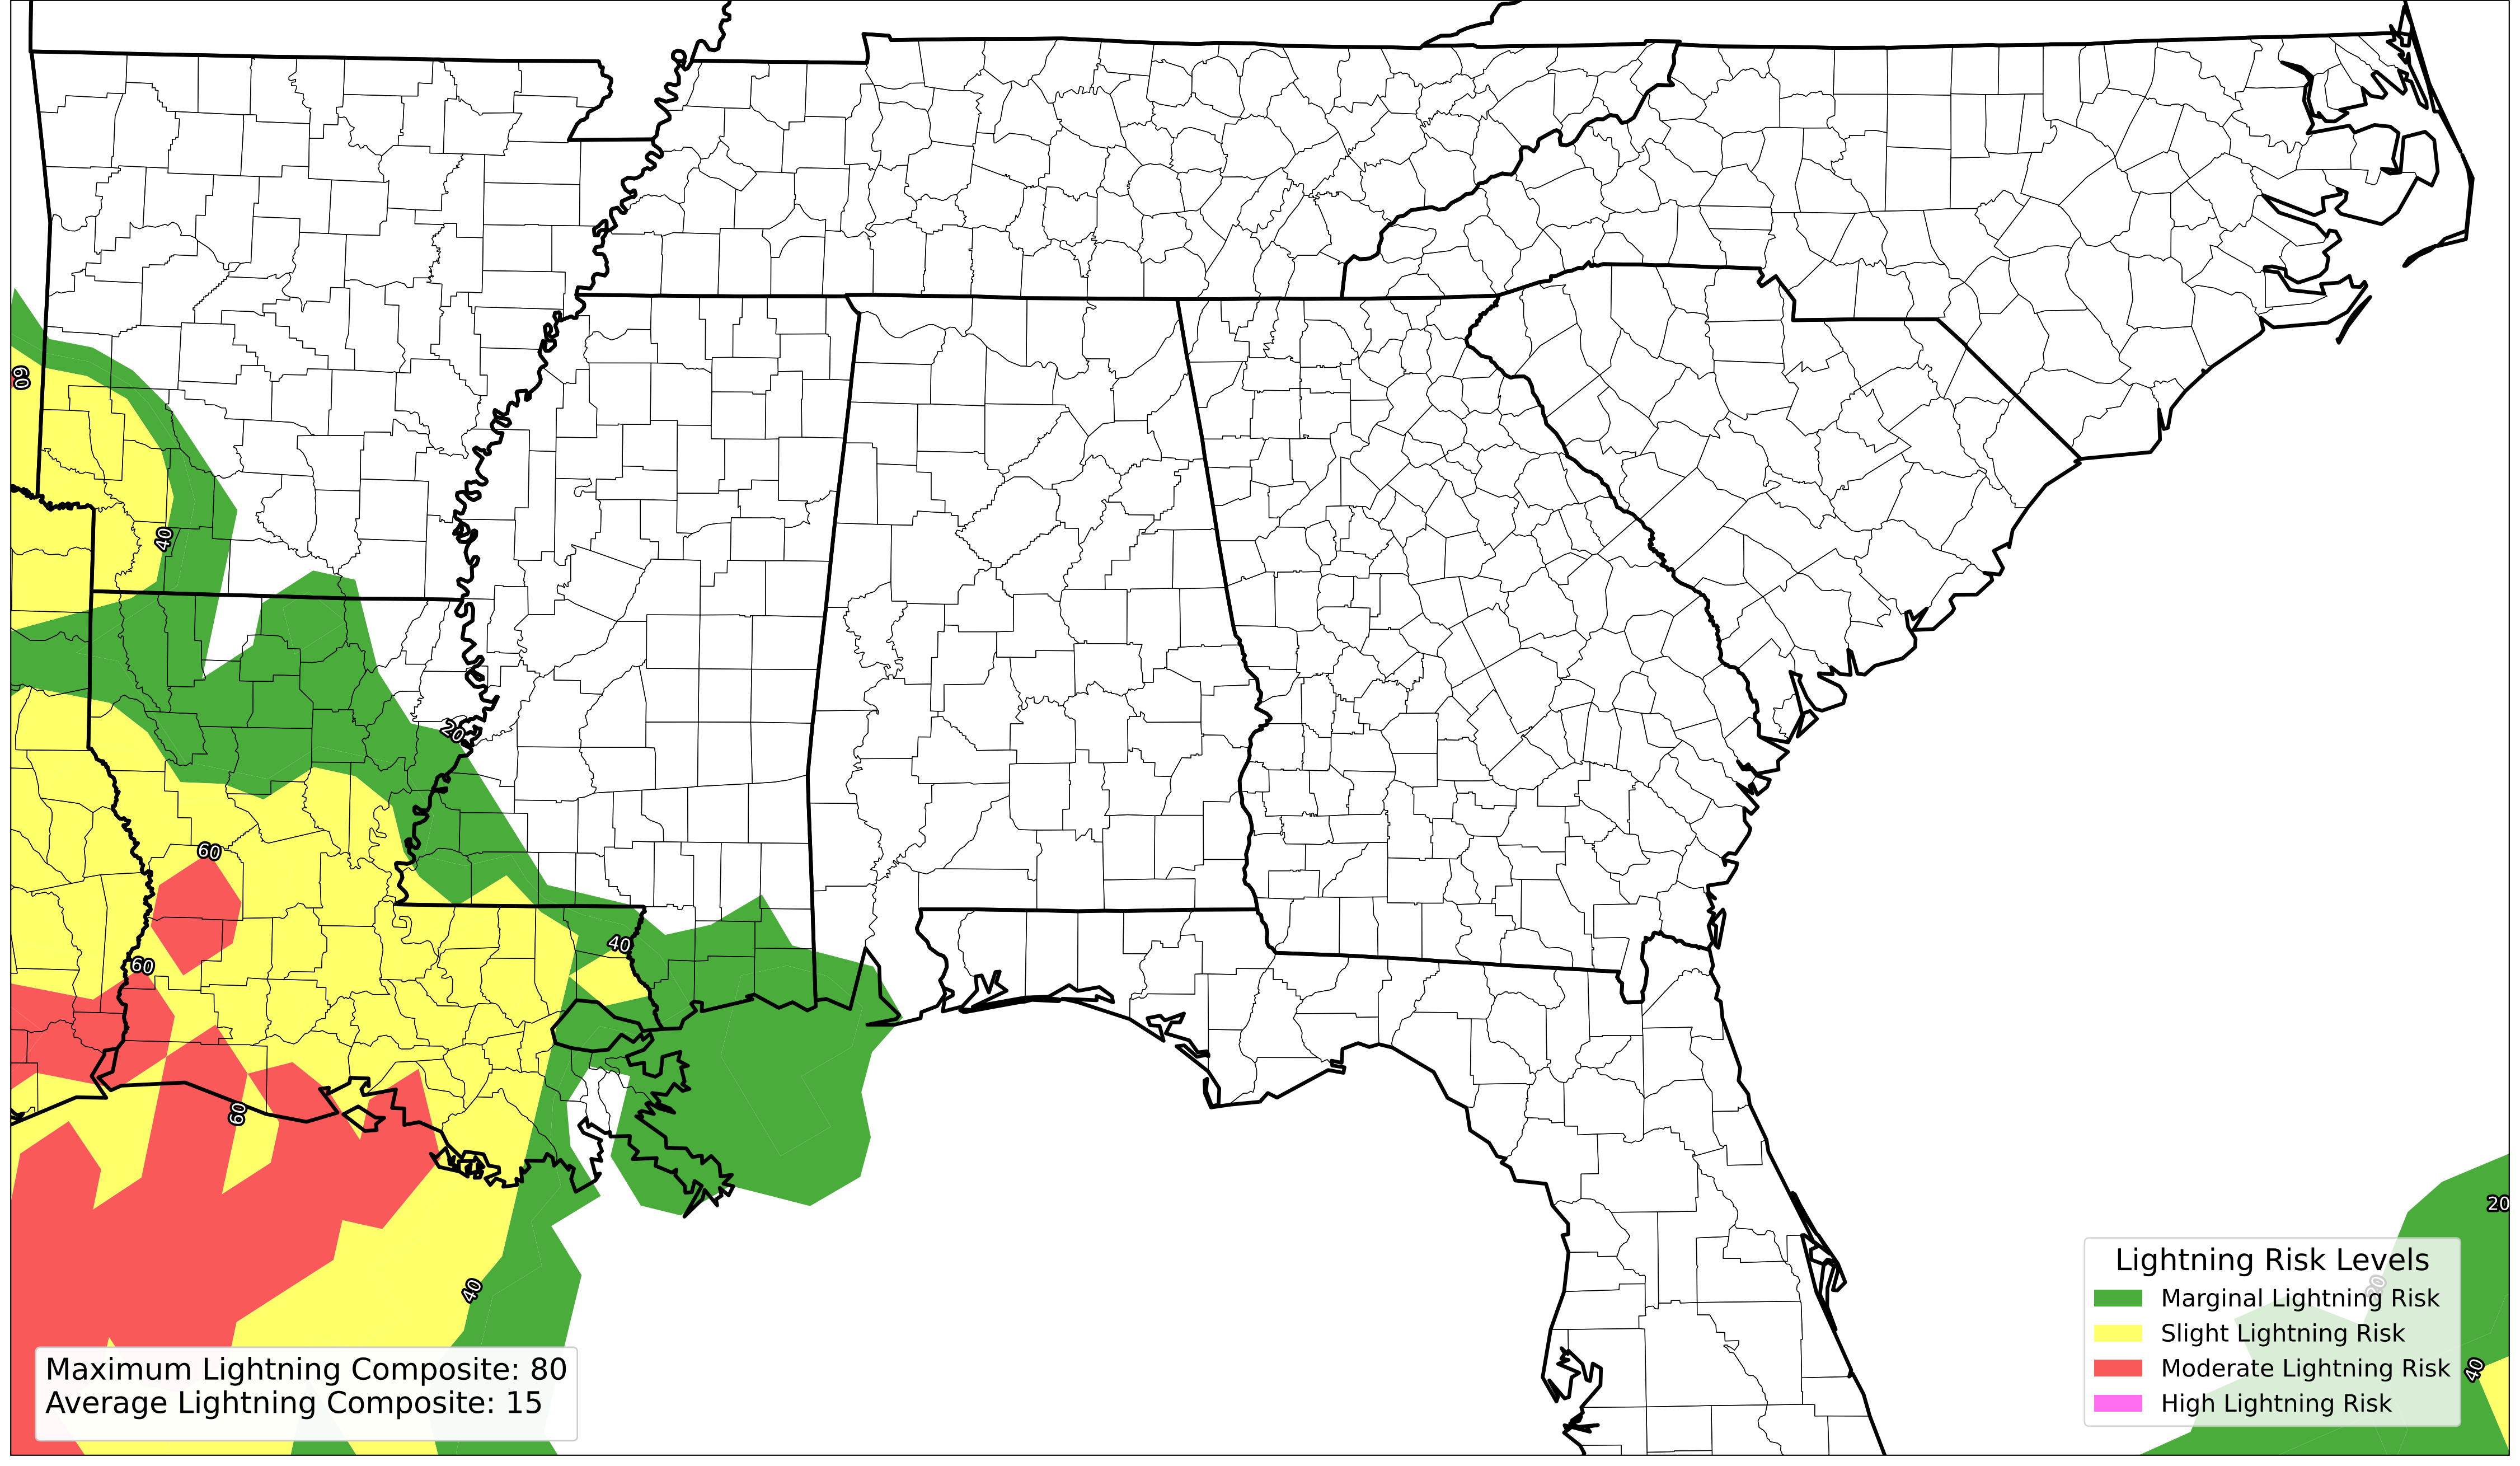 60
40
20
60
40
60
60
20
40
Lightning Risk Levels
20
Marginal Lightning Risk
Slight Lightning Risk
Moderate Lightning Risk
High Lightning Risk
40
Maximum Lightning Composite: 80
Average Lightning Composite: 15